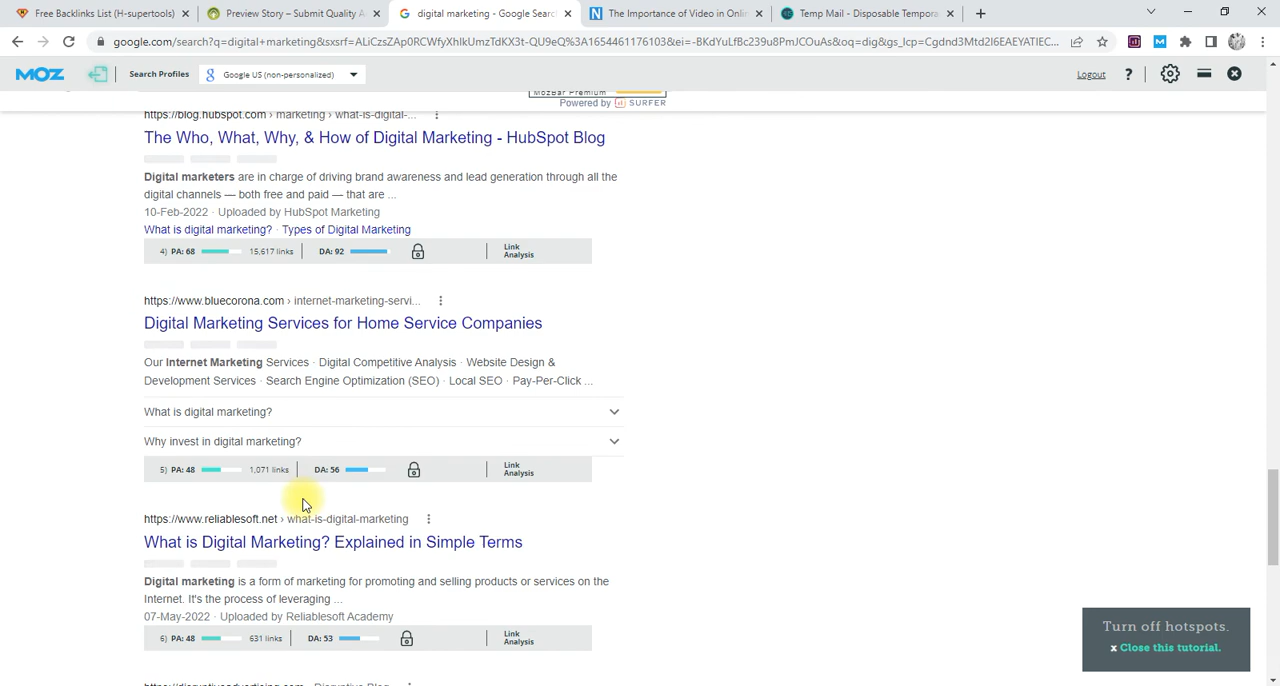 Free Backlinks List (H-supertools)
Preview Story – Submit Quality A
digital marketing - Google Searc
The Importance of Video in Onlin
Temp Mail - Disposable Tempora
google.com/search?q=digital+marketing&sxsrf=ALiCzsZAp0RCWfyXhlkUmzTdKX3t-QU9eQ%3A1654461176103&ei=-BKdYuLfBc239u8PmJCOuAs&oq=dig&gs_lcp=Cgdnd3Mtd2l6EAEYATIEC...
MOZ
Search Profiles
Google US (non-personalized)
Logout
?
MozBar Premium
Powered by SURFER
https://blog.hubspot.com › marketing › what-is-digital-...
The Who, What, Why, & How of Digital Marketing - HubSpot Blog
Digital marketers are in charge of driving brand awareness and lead generation through all the
digital channels — both free and paid — that are ...
10-Feb-2022 · Uploaded by HubSpot Marketing
What is digital marketing? · Types of Digital Marketing
4) PA: 68 15,617 links DA: 92 Link
Analysis
https://www.bluecorona.com › internet-marketing-servi...
Digital Marketing Services for Home Service Companies
Our Internet Marketing Services · Digital Competitive Analysis · Website Design &
Development Services · Search Engine Optimization (SEO) · Local SEO · Pay-Per-Click ...
What is digital marketing?
Why invest in digital marketing?
5) PA: 48 1,071 links DA: 56 Link
Analysis
https://www.reliablesoft.net › what-is-digital-marketing
What is Digital Marketing? Explained in Simple Terms
Digital marketing is a form of marketing for promoting and selling products or services on the
Internet. It's the process of leveraging ...
07-May-2022 · Uploaded by Reliablesoft Academy
6) PA: 48 631 links DA: 53 Link
Analysis
Turn off hotspots.
x Close this tutorial.